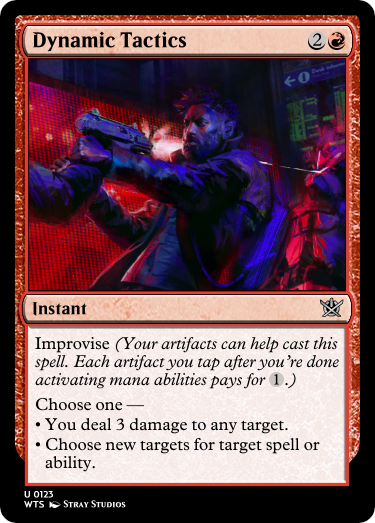 Dynamic Tactics 2
Instant
Improvise (Your artifacts can help cast this
spell. Each artifact you tap after you're done
activating mana abilities pays for 1.)
Choose one —
• You deal 3 damage to any target.
• Choose new targets for target spell or
ability.
U 0123
WTS Stray Studios